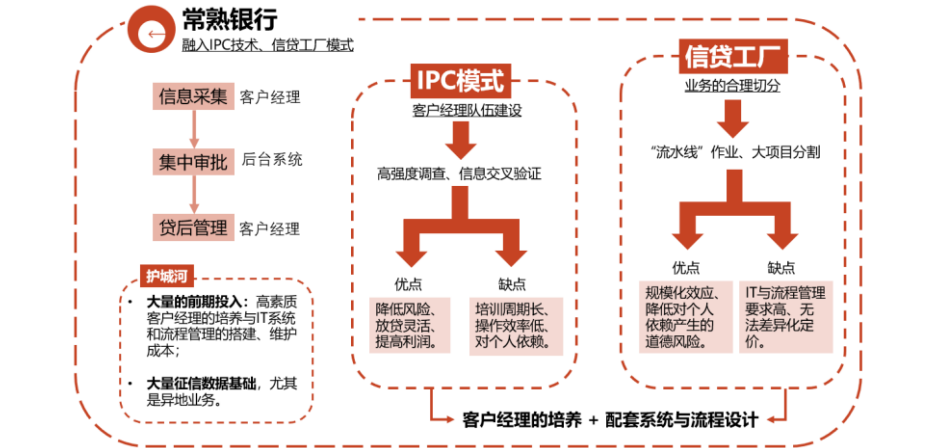 常熟银行
融入IPC技术、信贷工厂模式
信息采集 客户经理
集中审批 后台系统
贷后管理 客户经理
护城河
• 大量的前期投入：高素质
客户经理的培养与IT系统
和流程管理的搭建、维护
成本；
• 大量征信数据基础，尤其
是异地业务。
IPC模式
客户经理队伍建设
高强度调查、信息交叉验证
优点
降低风险、
放贷灵活、
提高利润。
缺点
培训周期长、
操作效率低、
对个人依赖。
信贷工厂
业务的合理切分
“流水线”作业、大项目分割
优点
规模化效应、
降低对个人
依赖产生的
道德风险。
缺点
IT与流程管理
要求高、无
法差异化定
价。
客户经理的培养 + 配套系统与流程设计